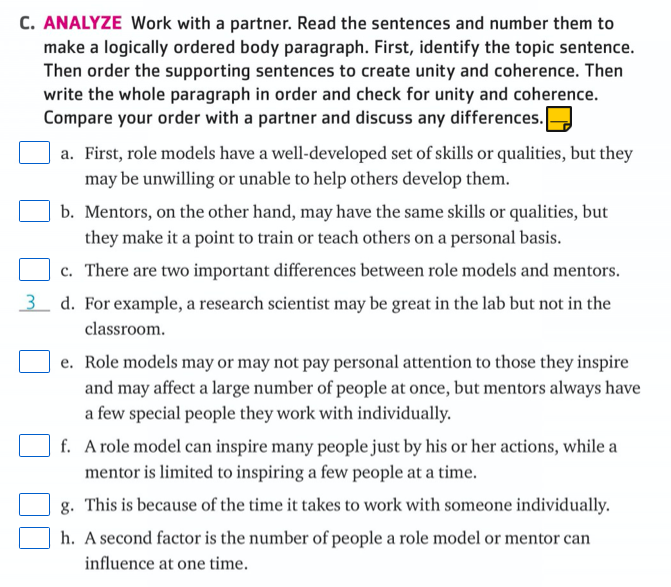 C. ANALYZE Work with a partner. Read the sentences and number them to
make a logically ordered body paragraph. First, identify the topic sentence.
Then order the supporting sentences to create unity and coherence. Then
write the whole paragraph in order and check for unity and coherence.
Compare your order with a partner and discuss any differences.
a. First, role models have a well-developed set of skills or qualities, but they
may be unwilling or unable to help others develop them.
b. Mentors, on the other hand, may have the same skills or qualities, but
they make it a point to train or teach others on a personal basis.
c. There are two important differences between role models and mentors.
3 d. For example, a research scientist may be great in the lab but not in the
classroom.
e. Role models may or may not pay personal attention to those they inspire
and may affect a large number of people at once, but mentors always have
a few special people they work with individually.
f. A role model can inspire many people just by his or her actions, while a
mentor is limited to inspiring a few people at a time.
g. This is because of the time it takes to work with someone individually.
h. A second factor is the number of people a role model or mentor can
influence at one time.